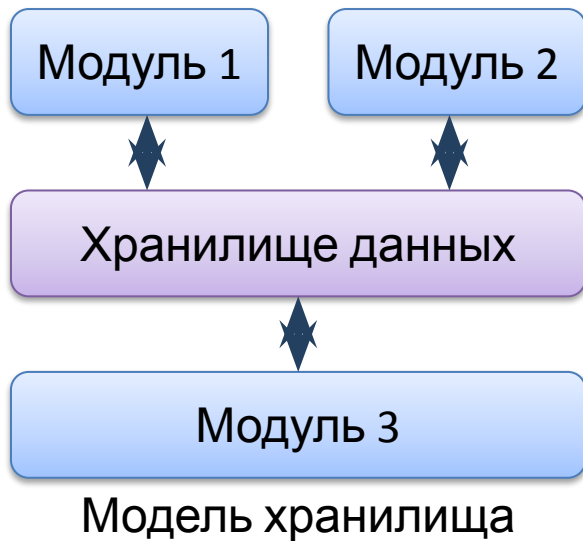 Модуль 1
Модуль 2
Хранилище данных
Модуль 3
Модель хранилища